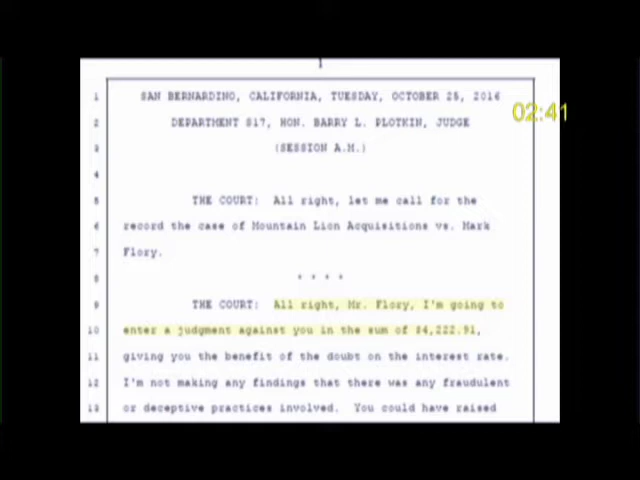 1 SAN BERNARDINO, CALIFORNIA, TUESDAY, OCTOBER 25, 2016
02:41
2 DEPARTMENT S17, HON. BARRY L. PLOTKIN, JUDGE
3 (SESSION A.M.)
4
5 THE COURT: All right, let me call for the
6 record the case of Mountain Lion Acquisitions vs. Mark
7 Flory.
8 * * * *
9 THE COURT: All right, Mr. Flory, I'm going to
10 enter a judgment against you in the sum of $4,222.91,
11 giving you the benefit of the doubt on the interest rate.
12 I'm not making any findings that there was any fraudulent
13 or deceptive practices involved. You could have raised